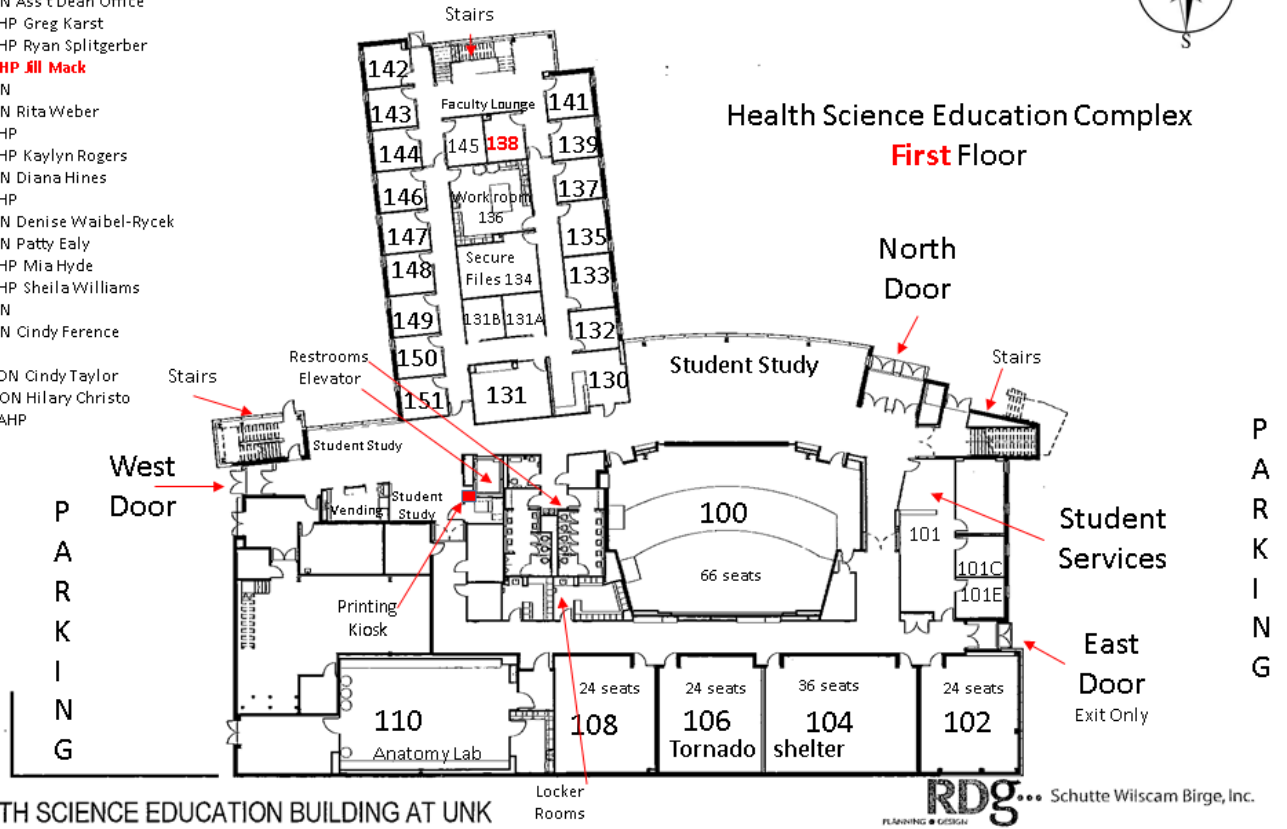 N Ass't Dean Office
HP Greg Karst
HP Ryan Splitgerber
HP Jill Mack
N
N Rita Weber
HP
HP Kaylyn Rogers
N Diana Hines
HP
N Denise Waibel-Rycek
N Patty Ealy
HP Mia Hyde
HP Sheila Williams
N
N Cindy Ference
ON Cindy Taylor
ON Hilary Christo
AHP
Stairs
S
Health Science Education Complex
First Floor
142
143
144
146
147
148
149
150
151
Faculty Lounge
145
138
Work room
136
Secure
Files 134
131B
131A
131
141
139
137
135
133
132
130
North
Door
Stairs
Student Study
Restrooms
Elevator
Stairs
Student Study
West
Door
Vending
Student
Study
Printing
Kiosk
100
66 seats
101
101C
101E
Student
Services
East
Door
Exit Only
PARKING
PARKING
110
Anatomy Lab
24 seats
108
24 seats
106
36 seats
104
Tornado shelter
24 seats
102
Locker
Rooms
TH SCIENCE EDUCATION BUILDING AT UNK
RDg... Schutte Wilscam Birge, Inc.
PLANNING • DESIGN